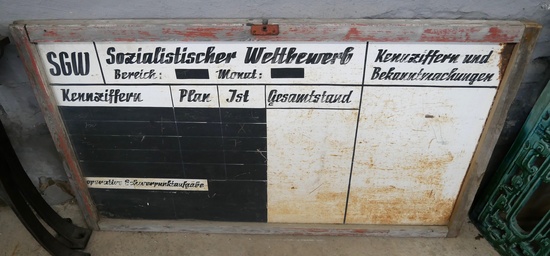 SGW
Sozialistischer Wettbewerb
Bereich: Monat:
Kennziffern und
Bekanntmachungen
Kennziffern Plan Ist Gesamtstand
Schwerpunktaufgabe